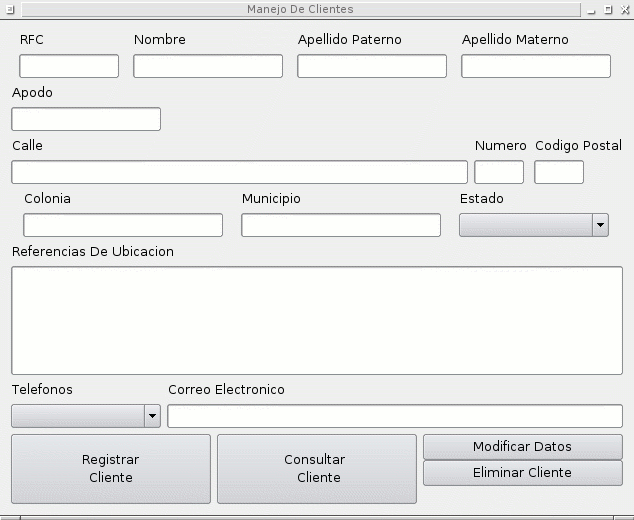 Manejo De Clientes
RFC Nombre Apellido Paterno Apellido Materno
Apodo
Calle Numero Codigo Postal
Colonia Municipio Estado
Referencias De Ubicacion
Telefonos Correo Electronico
Registrar
Cliente
Consultar
Cliente
Modificar Datos
Eliminar Cliente